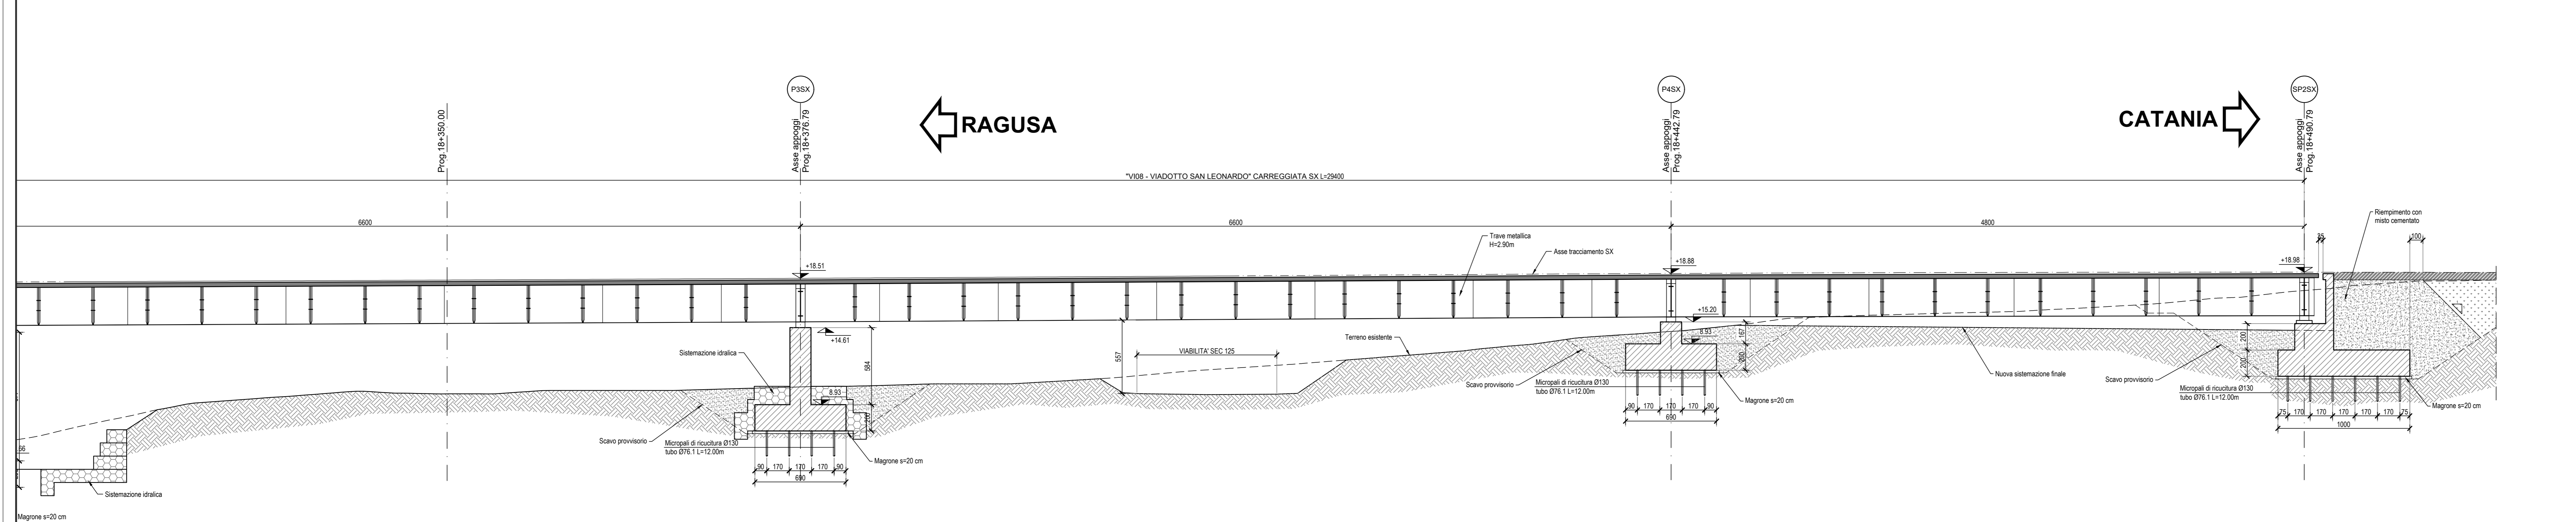 P3SX
P4SX
SP2SX
RAGUSA
CATANIA
Prog.18+350.00
Asse appoggi
Prog.18+376.79
Asse appoggi
Prog.18+442.79
Asse appoggi
Prog.18+490.79
"VI08 - VIADOTTO SAN LEONARDO" CARREGGIATA SX L=29400
6600
6600
4800
Riempimento con
misto cementato
Trave metallica
H=2.90m
Asse tracciamento SX
75
100
+18.51
+18.88
+18.98
+14.61
+15.20
8.93
8.93
Sistemazione idralica
584
200
557
VIABILITA' SEC 125
Terreno esistente
167
200
Nuova sistemazione finale
200
200
Scavo provvisorio
Micropali di ricucitura Ø130
tubo Ø76.1 L=12.00m
Magrone s=20 cm
90 170 170 170 90
690
Scavo provvisorio
Micropali di ricucitura Ø130
tubo Ø76.1 L=12.00m
Magrone s=20 cm
90 170 170 170 90
690
Scavo provvisorio
Micropali di ricucitura Ø130
tubo Ø76.1 L=12.00m
Magrone s=20 cm
75 170 170 170 170 170 75
1000
.66
Sistemazione idralica
Magrone s=20 cm